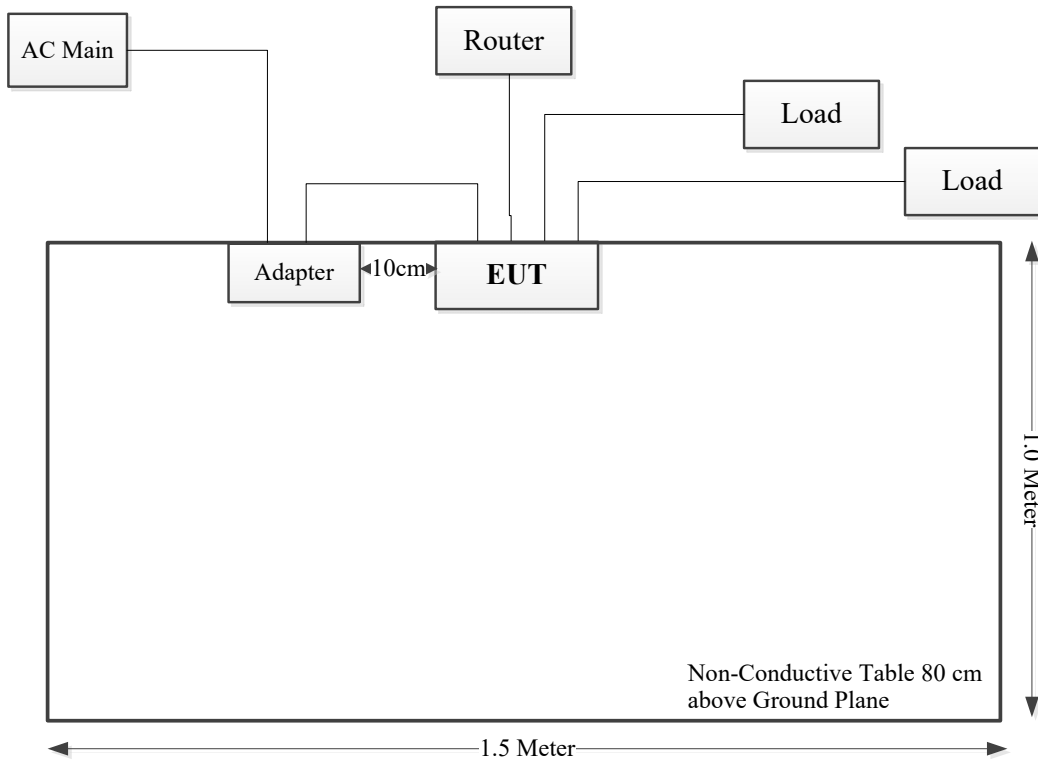 AC Main
Router
Load
Load
Adapter
10cm
EUT
1.0 Meter
Non-Conductive Table 80 cm
above Ground Plane
1.5 Meter